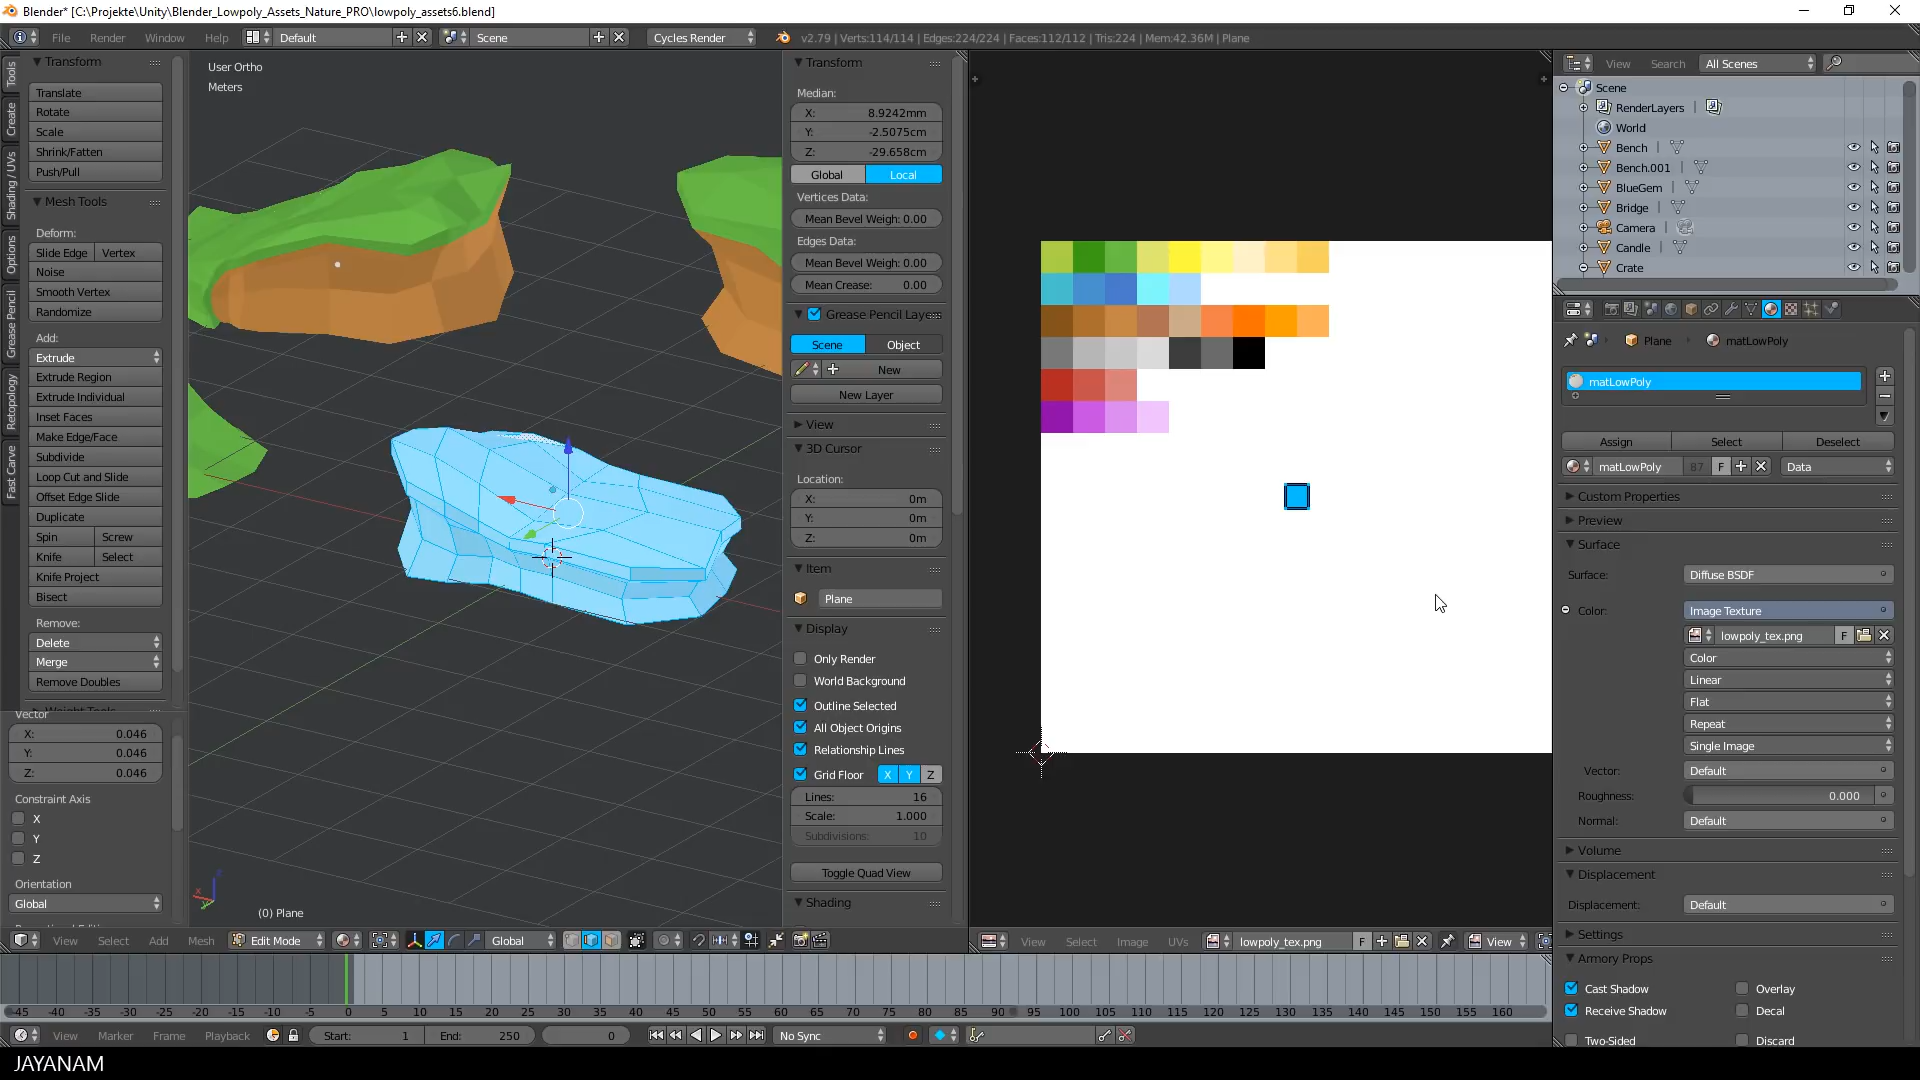 Blender* [C:\Projekte\Unity\Blender_Lowpoly_Assets_Nature_PRO\lowpoly_assets6.blend]
File Render Window Help Default Scene Cycles Render v2.79 | Verts:114/114 | Edges:224/224 | Faces:112/112 | Tris:224 | Mem:42.36M | Plane
Tools
Create
Shading / UVs
Options
Grease Pencil
Retopology
Fast Carve
Transform
Translate
Rotate
Scale
Shrink/Fatten
Push/Pull
Mesh Tools
Deform:
Slide Edge Vertex
Noise
Smooth Vertex
Randomize
Add:
Extrude
Extrude Region
Extrude Individual
Inset Faces
Make Edge/Face
Subdivide
Loop Cut and Slide
Offset Edge Slide
Duplicate
Spin Screw
Knife Select
Knife Project
Bisect
Remove:
Delete
Merge
Remove Doubles
Weight Tools
Vector
X: 0.046
Y: 0.046
Z: 0.046
Constraint Axis
X
Y
Z
Orientation
Global
User Ortho
Meters
(0) Plane
Transform
Median:
X: 8.9242mm
Y: -2.5075cm
Z: -29.658cm
Global Local
Vertices Data:
Mean Bevel Weigh: 0.00
Edges Data:
Mean Bevel Weigh: 0.00
Mean Crease: 0.00
Grease Pencil Laye
Scene Object
New
New Layer
View
3D Cursor
Location:
X: 0m
Y: 0m
Z: 0m
Item
Plane
Display
Only Render
World Background
Outline Selected
All Object Origins
Relationship Lines
Grid Floor X Y Z
Lines: 16
Scale: 1.000
Subdivisions: 10
Toggle Quad View
Shading
View Select Add Mesh Edit Mode Global
View Select Image UVs lowpoly_tex.png F View
View Search All Scenes
Scene
RenderLayers
World
Bench
Bench.001
BlueGem
Bridge
Camera
Candle
Crate
Plane matLowPoly
matLowPoly
Assign Select Deselect
matLowPoly 87 F Data
Custom Properties
Preview
Surface
Surface: Diffuse BSDF
Color: Image Texture
lowpoly_tex.png F
Color
Linear
Flat
Repeat
Single Image
Vector: Default
Roughness: 0.000
Normal: Default
Volume
Displacement
Displacement: Default
Settings
Armory Props
Cast Shadow Overlay
Receive Shadow Decal
Two-Sided Discard
-45 -40 -35 -30 -25 -20 -15 -10 -5 0 5 10 15 20 25 30 35 40 45 50 55 60 65 70 75 80 85 90 95 100 105 110 115 120 125 130 135 140 145 150 155 160
View Marker Frame Playback Start: 1 End: 250 0 No Sync
JAYANAM